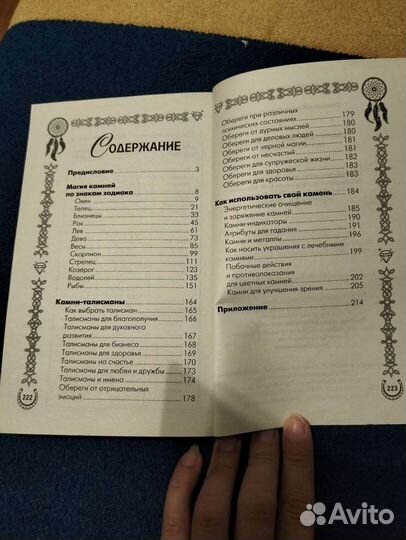 СОДЕРЖАНИЕ
Предисловие 3
Магия камней
по знакам зодиака 8
Овен 9
Телец 21
Близнецы 33
Рак 45
Лев 61
Дева 73
Весы 85
Скорпион 99
Стрелец 111
Козерог 123
Водолей 135
Рыбы 151
Камни-талисманы 164
Как выбрать талисман 165
Талисманы для благополучия 166
Талисманы для духовного
развития 167
Талисманы для бизнеса 168
Талисманы для здоровья 169
Талисманы на счастье 170
Талисманы для любви и дружбы 173
Талисманы и имена 174
Обереги от отрицательных
эмоций 178
222
Обереги при различных
психических состояниях 179
Обереги от дурных мыслей 180
Обереги для деловых людей 180
Обереги от черной магии 181
Обереги от несчастий 181
Обереги для супружеской жизни 182
Обереги для здоровья 183
Обереги для красоты 183
Как использовать свой камень 184
Энергетические очищение
и заряжение камней 185
Камни-индикаторы 190
Атрибуты для гадания 191
Камни и металлы 196
Как носить украшения с лечебными
камнями 199
Побочные действия
и противопоказания
для цветных камней 202
Камни для улучшения зрения 205
Приложение 214
223
Avito